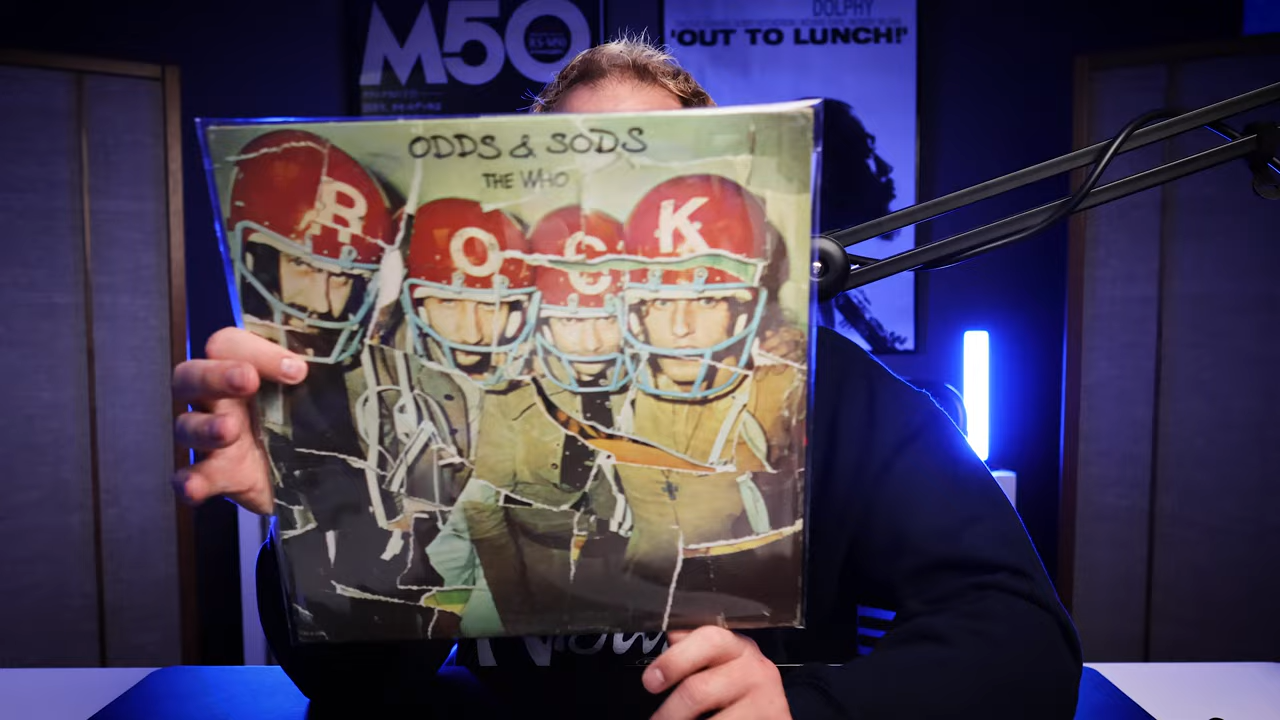 M50
DOLPHY
'OUT TO LUNCH!'
ODDS & SODS
THE WHO
R
O
C
K